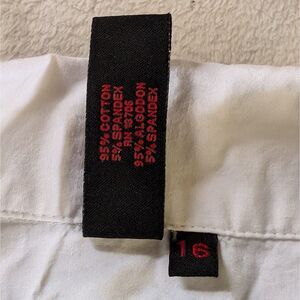 95% COTTON
5% SPANDEX
RN 13706
95% ALGODON
5% SPANDEX
16